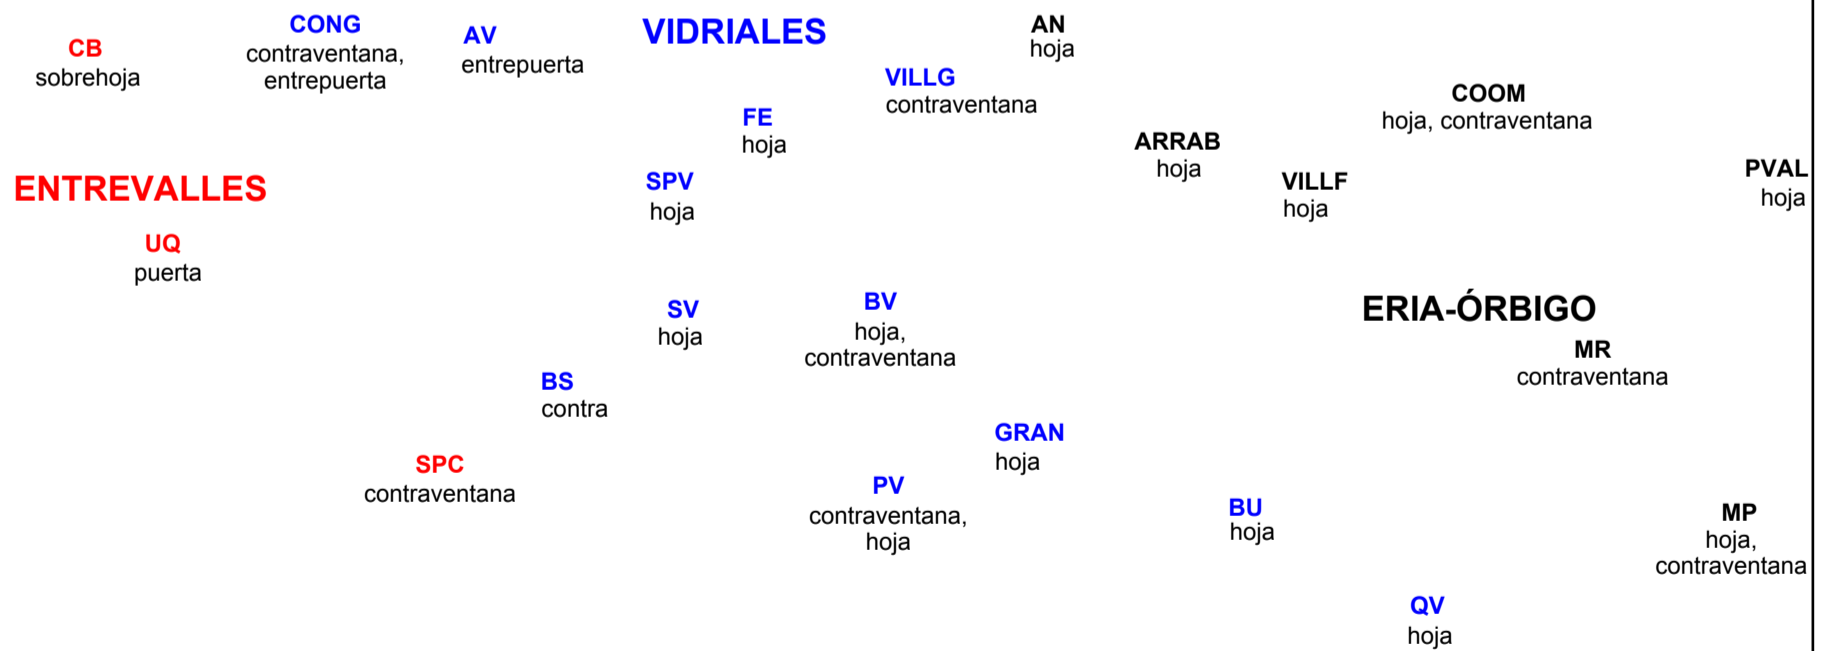 CB
sobrehoja
CONG
contraventana,
entrepuerta
AV
entrepuerta
VIDRIALES
AN
hoja
VILLG
contraventana
FE
hoja
COOM
hoja, contraventana
ARRAB
hoja
VILLF
hoja
PVAL
hoja
SPV
hoja
ENTREVALLES
UQ
puerta
SV
hoja
BV
hoja,
contraventana
ERIA-ÓRBIGO
MR
contraventana
BS
contra
GRAN
hoja
SPC
contraventana
PV
contraventana,
hoja
BU
hoja
MP
hoja,
contraventana
QV
hoja